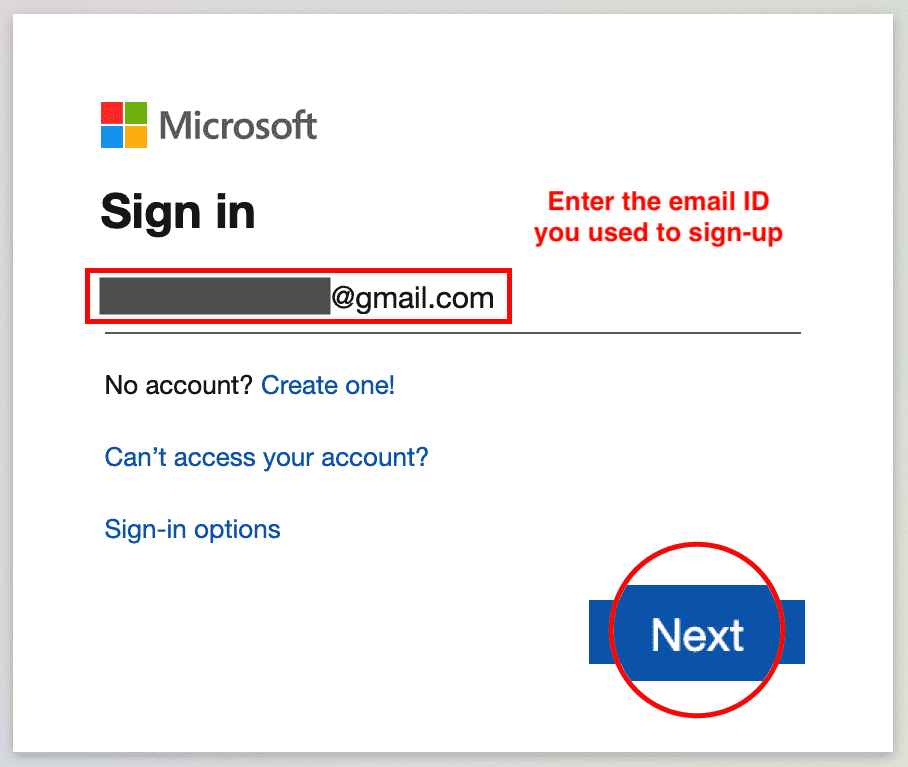 Microsoft
Sign in
Enter the email ID
you used to sign-up
@gmail.com
No account? Create one!
Can’t access your account?
Sign-in options
Next